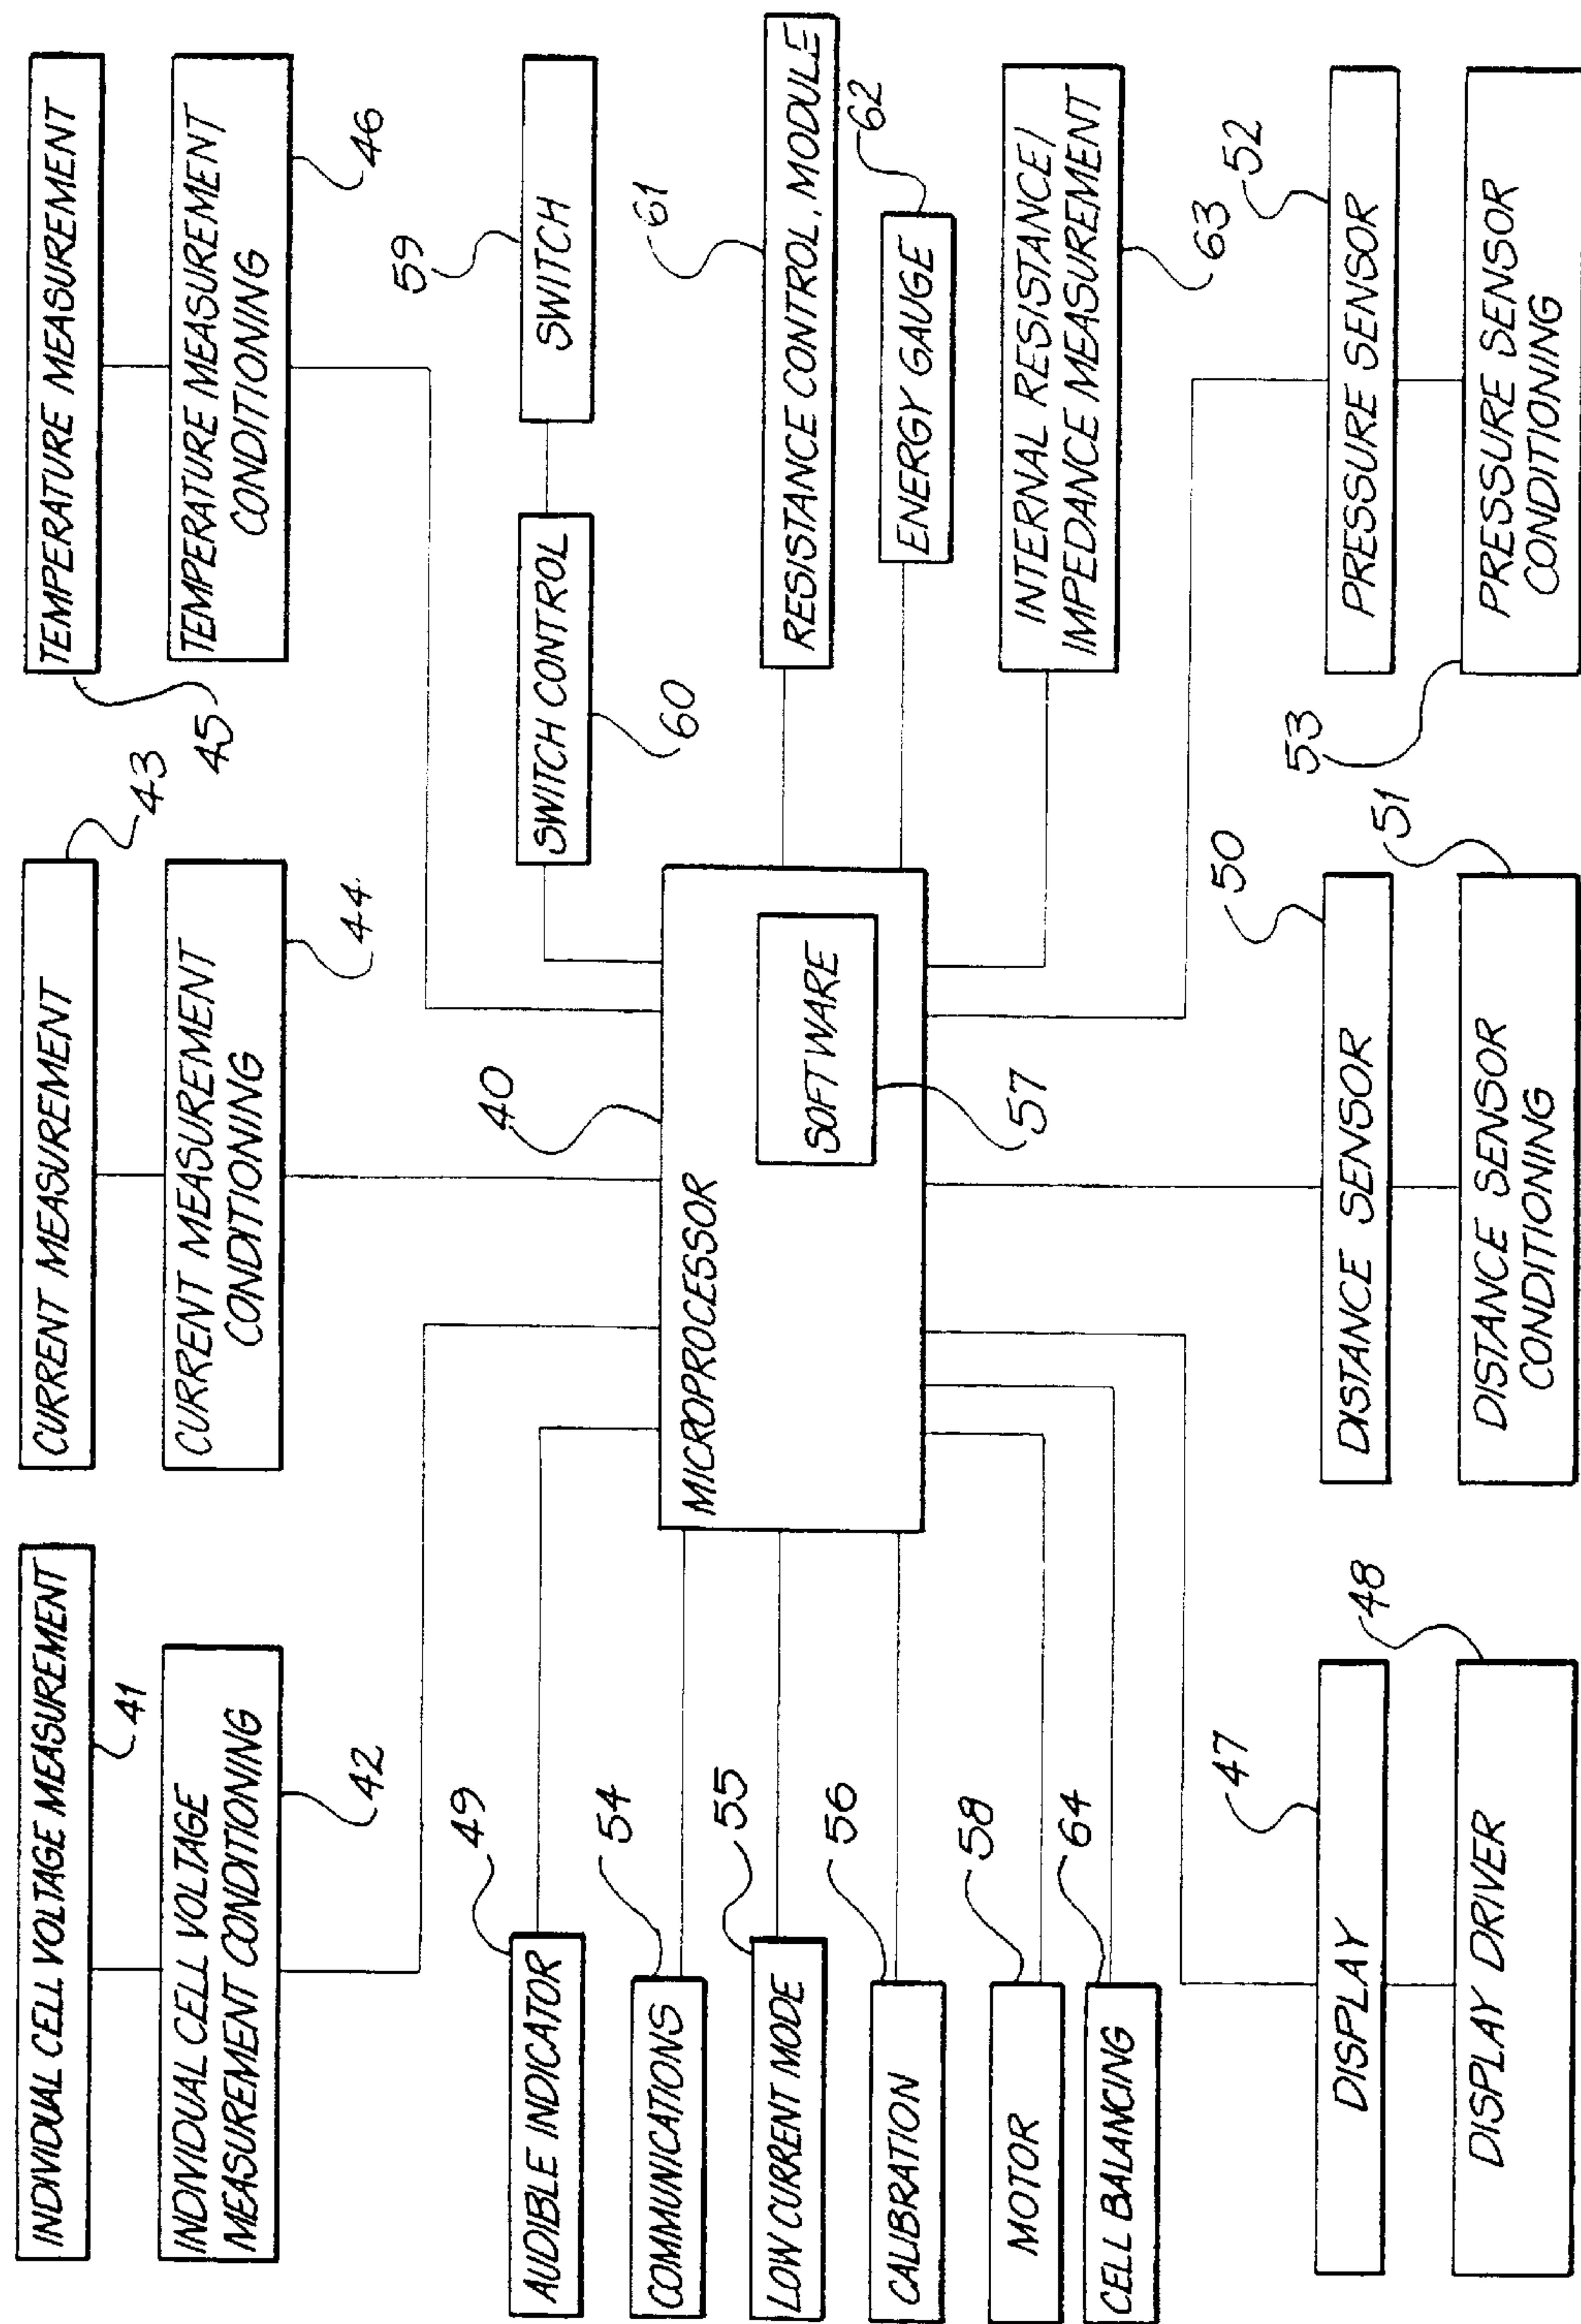 INDIVIDUAL CELL VOLTAGE MEASUREMENT
41
INDIVIDUAL CELL VOLTAGE
MEASUREMENT CONDITIONING
42
CURRENT MEASUREMENT
43
CURRENT MEASUREMENT
CONDITIONING
44
TEMPERATURE MEASUREMENT
45
TEMPERATURE MEASUREMENT
CONDITIONING
46
AUDIBLE INDICATOR
49
COMMUNICATIONS
54
LOW CURRENT MODE
55
CALIBRATION
56
MOTOR
58
CELL BALANCING
64
MICROPROCESSOR
40
SOFTWARE
57
SWITCH CONTROL
60
SWITCH
59
RESISTANCE CONTROL, MODULE
61
ENERGY GAUGE
62
INTERNAL RESISTANCE/
IMPEDANCE MEASUREMENT
63
DISPLAY
47
DISPLAY DRIVER
48
DISTANCE SENSOR
50
DISTANCE SENSOR
CONDITIONING
51
PRESSURE SENSOR
52
PRESSURE SENSOR
CONDITIONING
53